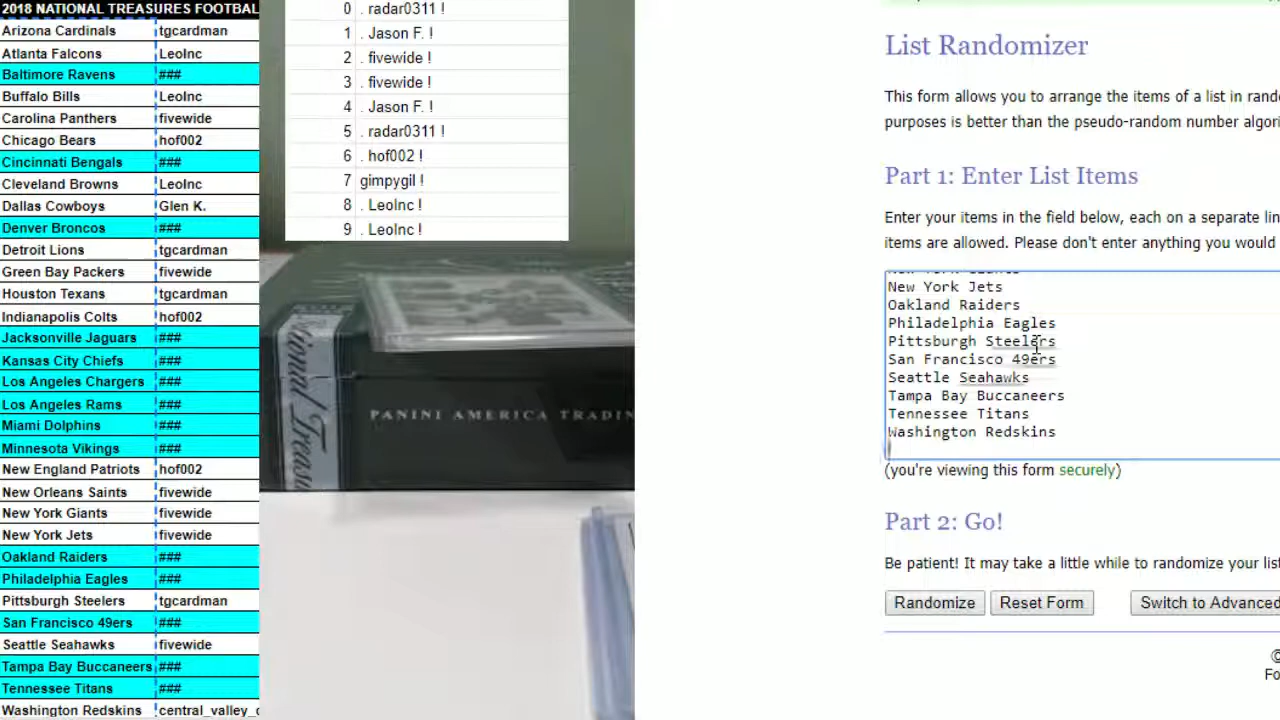 2018 NATIONAL TREASURES FOOTBAL
Arizona Cardinals tgcardman
Atlanta Falcons LeoInc
Baltimore Ravens ###
Buffalo Bills LeoInc
Carolina Panthers fivewide
Chicago Bears hof002
Cincinnati Bengals ###
Cleveland Browns LeoInc
Dallas Cowboys Glen K.
Denver Broncos ###
Detroit Lions tgcardman
Green Bay Packers fivewide
Houston Texans tgcardman
Indianapolis Colts hof002
Jacksonville Jaguars ###
Kansas City Chiefs ###
Los Angeles Chargers ###
Los Angeles Rams ###
Miami Dolphins ###
Minnesota Vikings ###
New England Patriots hof002
New Orleans Saints fivewide
New York Giants fivewide
New York Jets fivewide
Oakland Raiders ###
Philadelphia Eagles ###
Pittsburgh Steelers tgcardman
San Francisco 49ers ###
Seattle Seahawks fivewide
Tampa Bay Buccaneers ###
Tennessee Titans ###
Washington Redskins central_valley_c
0 . radar0311 !
1 . Jason F. !
2 . fivewide !
3 . fivewide !
4 . Jason F. !
5 . radar0311 !
6 . hof002 !
7 gimpygil !
8 . LeoInc !
9 . LeoInc !
tional Treasu
PANINI AMERICA TRADIN
List Randomizer
This form allows you to arrange the items of a list in rando
purposes is better than the pseudo-random number algori
Part 1: Enter List Items
Enter your items in the field below, each on a separate lin
items are allowed. Please don't enter anything you would
New York Giants
New York Jets
Oakland Raiders
Philadelphia Eagles
Pittsburgh Steelers
San Francisco 49ers
Seattle Seahawks
Tampa Bay Buccaneers
Tennessee Titans
Washington Redskins
(you're viewing this form securely)
Part 2: Go!
Be patient! It may take a little while to randomize your list
Randomize Reset Form Switch to Advanced
©
Fo